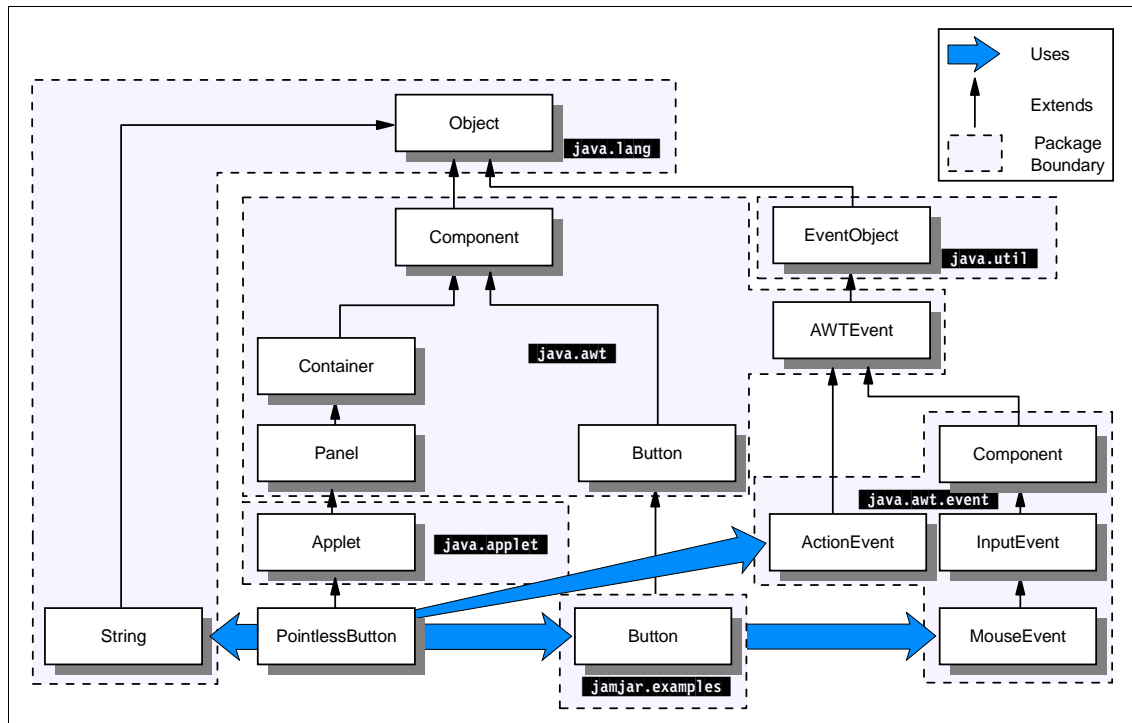 Uses
Extends
Package
Boundary
Object
java.lang
Component
EventObject
java.util
AWTEvent
java.awt
Container
Panel
Button
Component
java.awt.event
Applet
java.applet
ActionEvent
InputEvent
String
PointlessButton
Button
MouseEvent
jamjar.examples